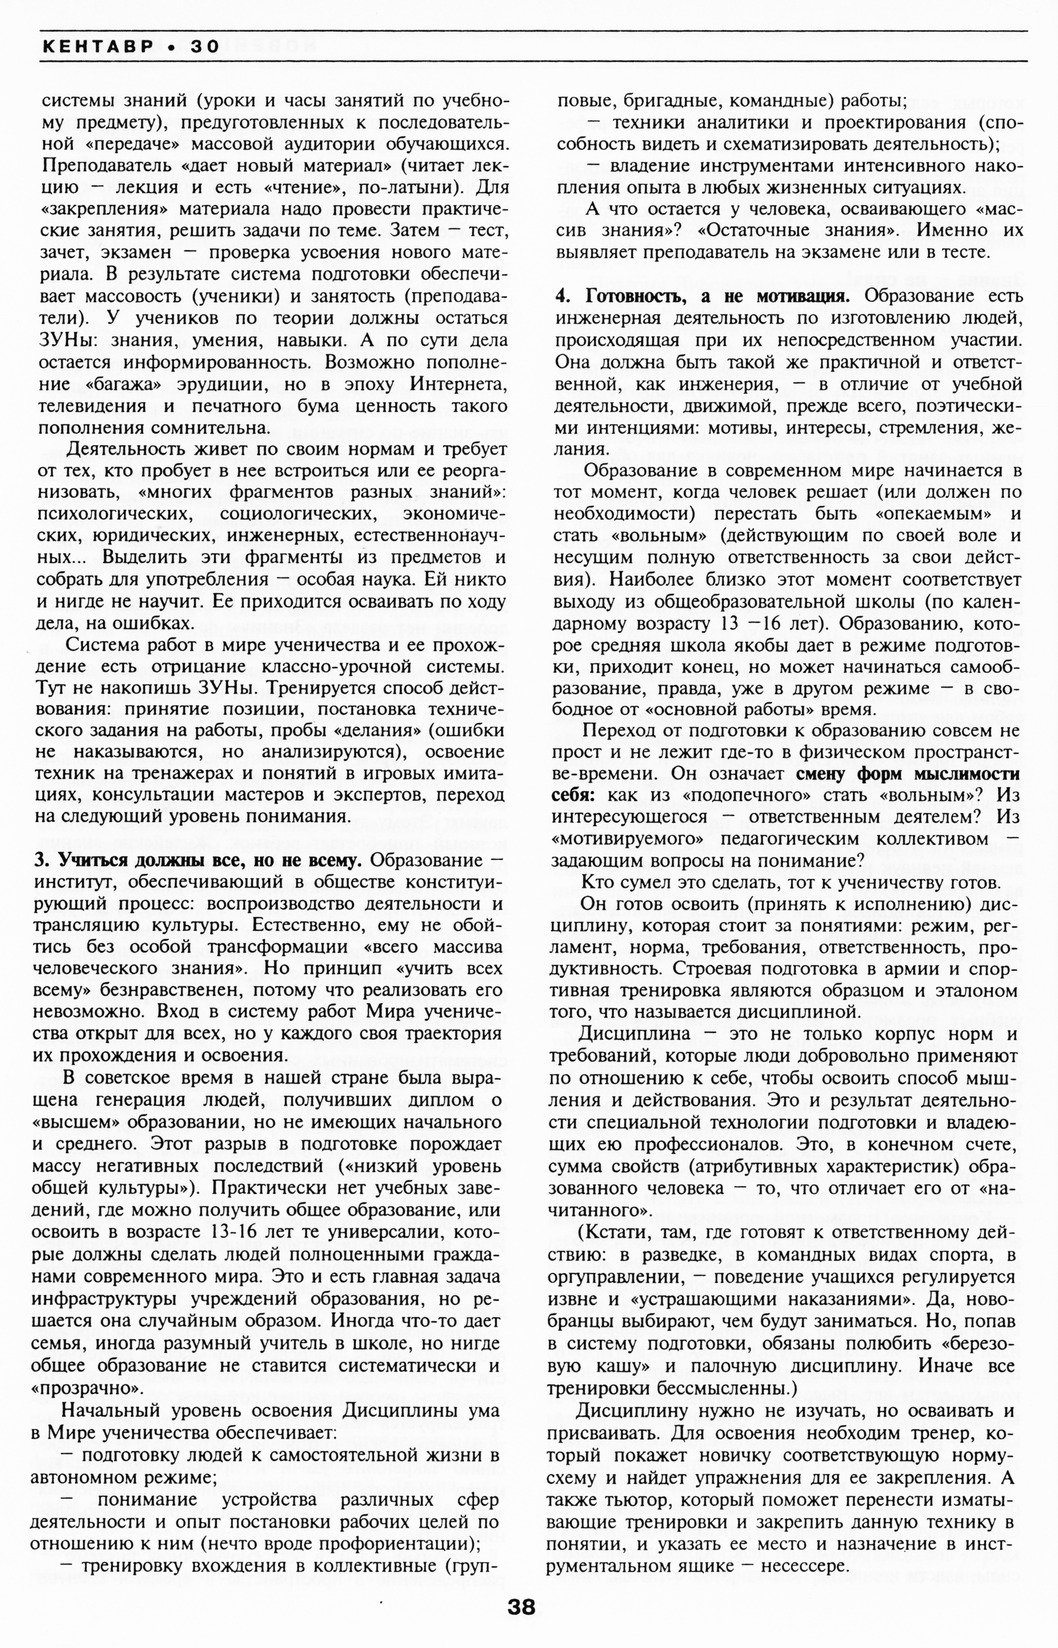 КЕНТАВР • 30
системы знаний (уроки и часы занятий по учебно-
му предмету), предуготовленных к последователь-
ной «передаче» массовой аудитории обучающихся.
Преподаватель «дает новый материал» (читает лек-
цию — лекция и есть «чтение», по-латыни). Для
«закрепления» материала надо провести практиче-
ские занятия, решить задачи по теме. Затем — тест,
зачет, экзамен — проверка усвоения нового мате-
риала. В результате система подготовки обеспечи-
вает массовость (ученики) и занятость (преподава-
тели). У учеников по теории должны остаться
ЗУНы: знания, умения, навыки. А по сути дела
остается информированность. Возможно пополне-
ние «багажа» эрудиции, но в эпоху Интернета,
телевидения и печатного бума ценность такого
пополнения сомнительна.
Деятельность живет по своим нормам и требует
от тех, кто пробует в нее встроиться или ее реорга-
низовать, «многих фрагментов разных знаний»:
психологических, социологических, экономиче-
ских, юридических, инженерных, естественнонауч-
ных... Выделить эти фрагменты из предметов и
собрать для употребления — особая наука. Ей никто
и нигде не научит. Ее приходится осваивать по ходу
дела, на ошибках.
Система работ в мире ученичества и ее прохож-
дение есть отрицание классно-урочной системы.
Тут не накопишь ЗУНы. Тренируется способ дейст-
вования: принятие позиции, постановка техниче-
ского задания на работы, пробы «делания» (ошибки
не наказываются, но анализируются), освоение
техник на тренажерах и понятий в игровых имита-
циях, консультации мастеров и экспертов, переход
на следующий уровень понимания.
3. Учиться должны все, но не всему. Образование —
институт, обеспечивающий в обществе конституи-
рующий процесс: воспроизводство деятельности и
трансляцию культуры. Естественно, ему не обой-
тись без особой трансформации «всего массива
человеческого знания». Но принцип «учить всех
всему» безнравственен, потому что реализовать его
невозможно. Вход в систему работ Мира учениче-
ства открыт для всех, но у каждого своя траектория
их прохождения и освоения.
В советское время в нашей стране была выра-
щена генерация людей, получивших диплом о
«высшем» образовании, но не имеющих начального
и среднего. Этот разрыв в подготовке порождает
массу негативных последствий («низкий уровень
общей культуры»). Практически нет учебных заве-
дений, где можно получить общее образование, или
освоить в возрасте 13-16 лет те универсалии, кото-
рые должны сделать людей полноценными гражда-
нами современного мира. Это и есть главная задача
инфраструктуры учреждений образования, но ре-
шается она случайным образом. Иногда что-то дает
семья, иногда разумный учитель в школе, но нигде
общее образование не ставится систематически и
«прозрачно».
Начальный уровень освоения Дисциплины ума
в Мире ученичества обеспечивает:
— подготовку людей к самостоятельной жизни в
автономном режиме;
— понимание устройства различных сфер
деятельности и опыт постановки рабочих целей по
отношению к ним (нечто вроде профориентации);
— тренировку вхождения в коллективные (груп-
повые, бригадные, командные) работы;
— техники аналитики и проектирования (спо-
собность видеть и схематизировать деятельность);
— владение инструментами интенсивного нако-
пления опыта в любых жизненных ситуациях.
А что остается у человека, осваивающего «мас-
сив знания»? «Остаточные знания». Именно их
выявляет преподаватель на экзамене или в тесте.
4. Готовность, а не мотивация. Образование есть
инженерная деятельность по изготовлению людей,
происходящая при их непосредственном участии.
Она должна быть такой же практичной и ответст-
венной, как инженерия, — в отличие от учебной
деятельности, движимой, прежде всего, поэтически-
ми интенциями: мотивы, интересы, стремления, же-
лания.
Образование в современном мире начинается в
тот момент, когда человек решает (или должен по
необходимости) перестать быть «опекаемым» и
стать «вольным» (действующим по своей воле и
несущим полную ответственность за свои дейст-
вия). Наиболее близко этот момент соответствует
выходу из общеобразовательной школы (по кален-
дарному возрасту 13 —16 лет). Образованию, кото-
рое средняя школа якобы дает в режиме подготов-
ки, приходит конец, но может начинаться самооб-
разование, правда, уже в другом режиме — в сво-
бодное от «основной работы» время.
Переход от подготовки к образованию совсем не
прост и не лежит где-то в физическом пространст-
ве-времени. Он означает смену форм мыслимости
себя: как из «подопечного» стать «вольным»? Из
интересующегося — ответственным деятелем? Из
«мотивируемого» педагогическим коллективом —
задающим вопросы на понимание?
Кто сумел это сделать, тот к ученичеству готов.
Он готов освоить (принять к исполнению) дис-
циплину, которая стоит за понятиями: режим, рег-
ламент, норма, требования, ответственность, про-
дуктивность. Строевая подготовка в армии и спор-
тивная тренировка являются образцом и эталоном
того, что называется дисциплиной.
Дисциплина — это не только корпус норм и
требований, которые люди добровольно применяют
по отношению к себе, чтобы освоить способ мыш-
ления и действования. Это и результат деятельно-
сти специальной технологии подготовки и владею-
щих ею профессионалов. Это, в конечном счете,
сумма свойств (атрибутивных характеристик) обра-
зованного человека — то, что отличает его от «на-
читанного».
(Кстати, там, где готовят к ответственному дей-
ствию: в разведке, в командных видах спорта, в
оргуправлении, — поведение учащихся регулируется
извне и «устрашающими наказаниями». Да, ново-
бранцы выбирают, чем будут заниматься. Но, попав
в систему подготовки, обязаны полюбить «березо-
вую кашу» и палочную дисциплину. Иначе все
тренировки бессмысленны.)
Дисциплину нужно не изучать, но осваивать и
присваивать. Для освоения необходим тренер, ко-
торый покажет новичку соответствующую норму-
схему и найдет упражнения для ее закрепления. А
также тьютор, который поможет перенести изматы-
вающие тренировки и закрепить данную технику в
понятии, и указать ее место и назначение в инст-
рументальном ящике — несессере.
38